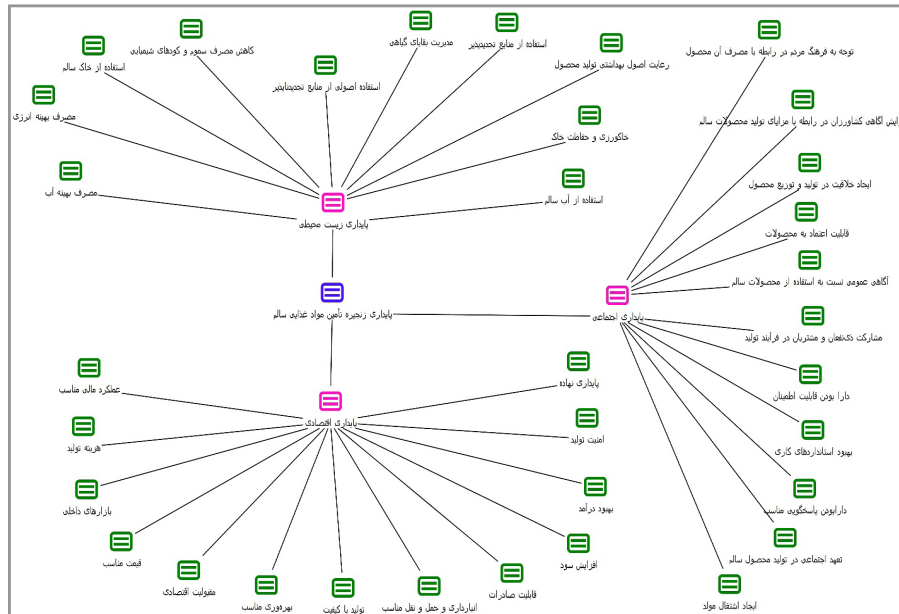 کاهش مصرف سموم و کودهای شیمیایی
مدیریت بقایای گیاهی
استفاده از منابع تجدیدپذیر
توجه به فرهنگ مردم در رابطه با مصرف آن محصول
استفاده از خاک سالم
استفاده اصولی از منابع تجدیدناپذیر
رعایت اصول بهداشتی تولید محصول
مصرف بهینه انرژی
خاکورزی و حفاظت خاک
ایش آگاهی کشاورزان در رابطه با مزایای تولید محصولات سالم
ایجاد خلاقیت در تولید و توزیع محصول
مصرف بهینه آب
استفاده از آب سالم
پایداری زیست محیطی
قابلیت اعتماد به محصولات
آگاهی عمومی نسبت به استفاده از محصولات سالم
پایداری زنجیره تأمین مواد غذایی سالم
پایداری اجتماعی
مشارکت ذی‌نفعان و مشتریان در فرآیند تولید
عملکرد مالی مناسب
پایداری نهاده
دارا بودن قابلیت اطمینان
پایداری اقتصادی
هزینه تولید
امنیت تولید
بهبود استانداردهای کاری
بازارهای داخلی
بهبود درآمد
دارابودن پاسخگویی مناسب
قیمت مناسب
افزایش سود
تعهد اجتماعی در تولید محصول سالم
مقبولیت اقتصادی
بهره‌وری مناسب
تولید با کیفیت
انبارداری و حمل و نقل مناسب
قابلیت صادرات
ایجاد اشتغال مولد